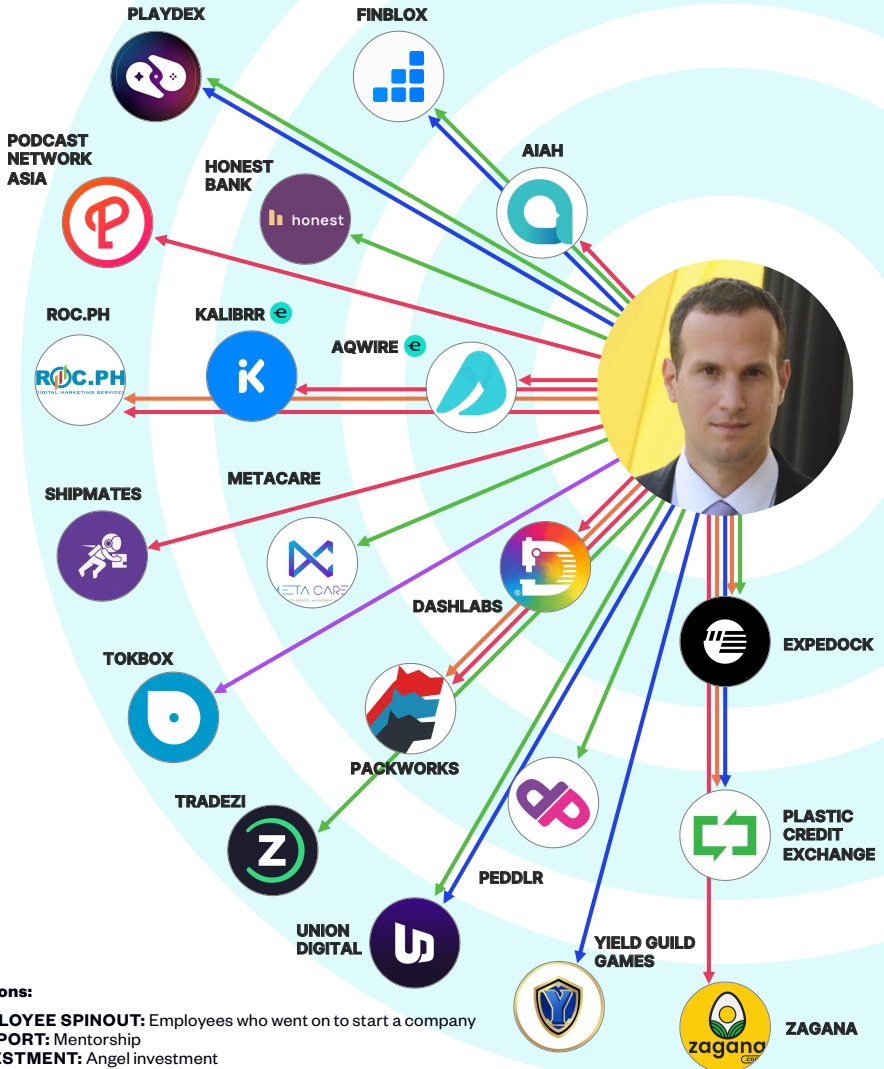 PLAYDEX
FINBLOX
PODCAST
NETWORK
ASIA
HONEST
BANK
honest
AIAH
ROC.PH
ROC.PH
DIGITAL MARKETING SERVICES
KALIBRR e
AQWIRE e
SHIPMATES
METACARE
META CARE
DASHLABS
EXPEDOCK
TOKBOX
PACKWORKS
TRADEZI
Z
PLASTIC
CREDIT
EXCHANGE
PEDDLR
UNION
DIGITAL
YIELD GUILD
GAMES
Y
ZAGANA
zagana
.COM
ons:
LOYEE SPINOUT: Employees who went on to start a company
PORT: Mentorship
ESTMENT: Angel investment